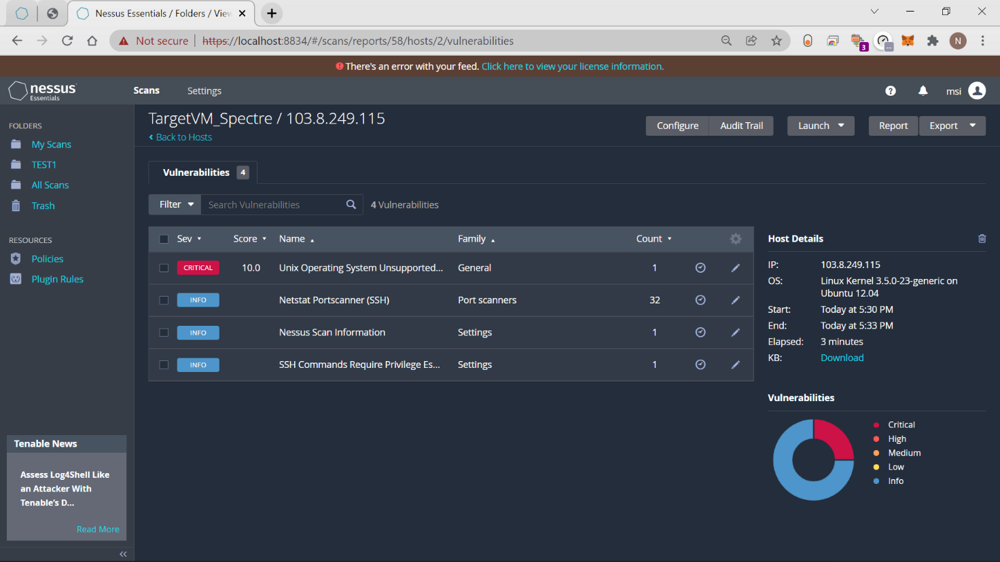 Nessus Essentials / Folders / View
Not secure https://localhost:8834/#/scans/reports/58/hosts/2/vulnerabilities
3
N
There's an error with your feed. Click here to view your license information.
nessus
Essentials
Scans
Settings
msi
FOLDERS
My Scans
TEST1
All Scans
Trash
RESOURCES
Policies
Plugin Rules
Tenable News
Assess Log4Shell Like
an Attacker With
Tenable's D...
Read More
TargetVM_Spectre / 103.8.249.115
Back to Hosts
Configure
Audit Trail
Launch
Report
Export
Vulnerabilities 4
Filter
Search Vulnerabilities
4 Vulnerabilities
Sev Score Name Family Count
CRITICAL 10.0 Unix Operating System Unsupported... General 1
INFO Netstat Portscanner (SSH) Port scanners 32
INFO Nessus Scan Information Settings 1
INFO SSH Commands Require Privilege Es... Settings 1
Host Details
IP: 103.8.249.115
OS: Linux Kernel 3.5.0-23-generic on
Ubuntu 12.04
Start: Today at 5:30 PM
End: Today at 5:33 PM
Elapsed: 3 minutes
KB: Download
Vulnerabilities
Critical
High
Medium
Low
Info